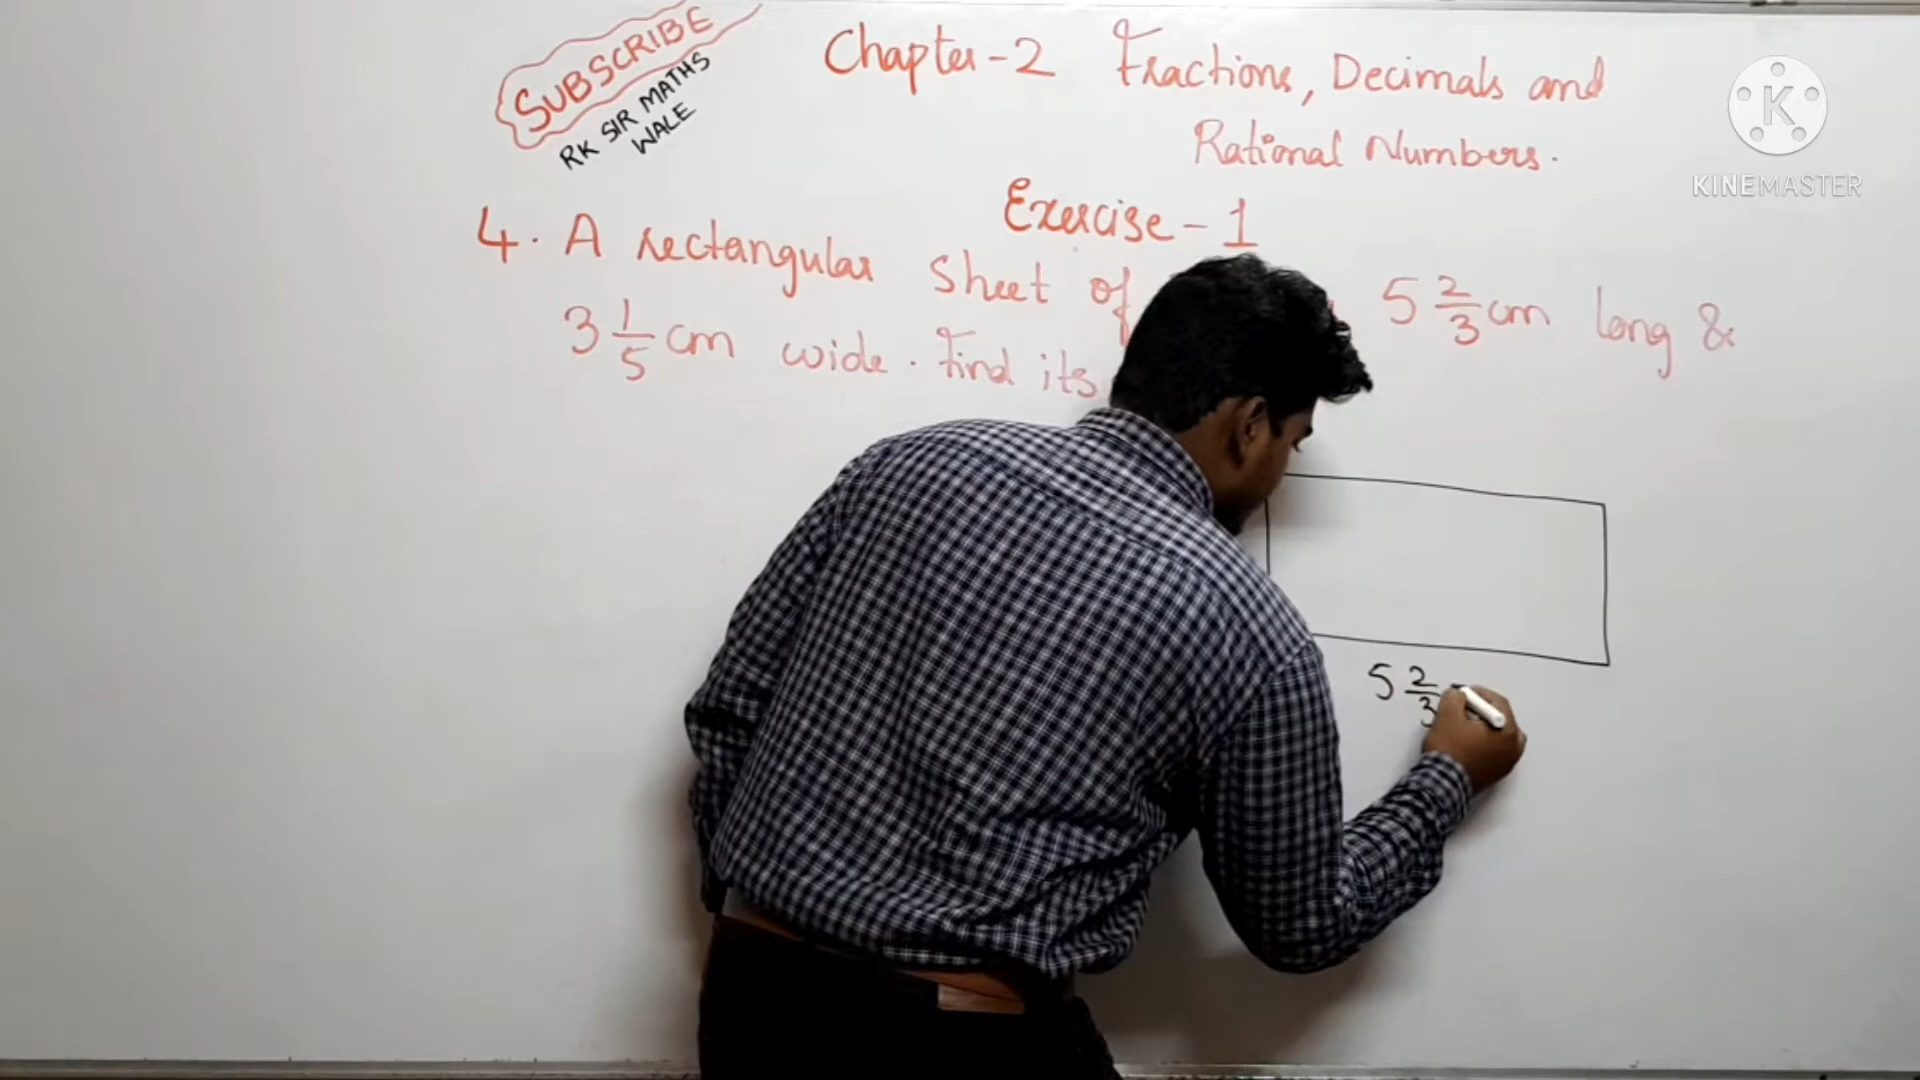 SUBSCRIBE
RK SIR MATHS
WALE
Chapter-2 Fractions, Decimals and
Rational Numbers.
K
KINEMASTER
Exercise-1
4. A rectangular sheet of 5 2/3 cm long &
3 1/5 cm wide. Find its
5 2/3